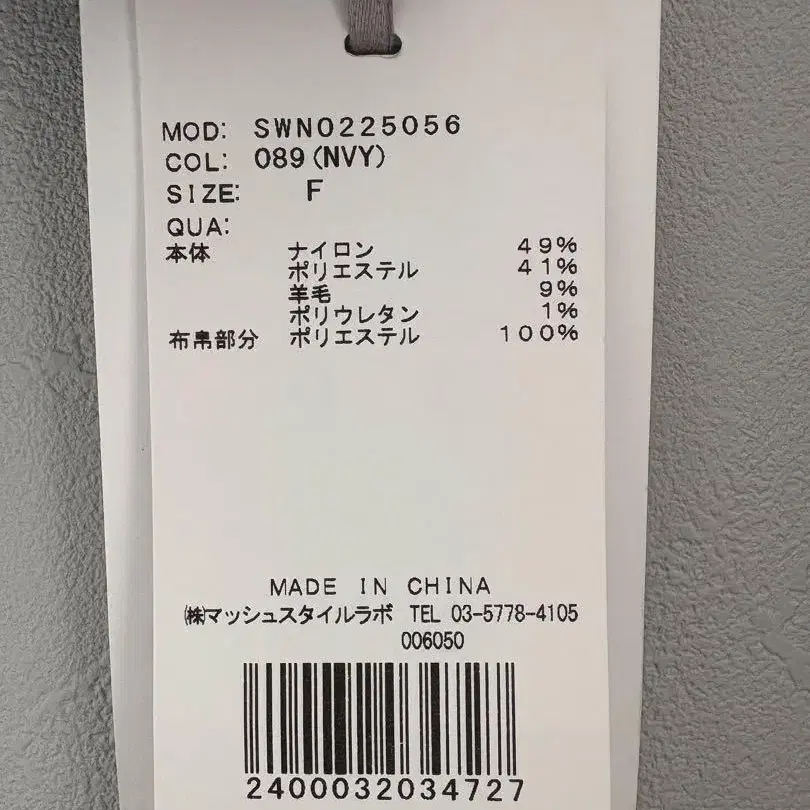 MOD: SWN0225056
COL: 089(NVY)
SIZE: F
QUA:
本体 ナイロン 49%
ポリエステル 41%
羊毛 9%
ポリウレタン 1%
布帛部分 ポリエステル 100%
MADE IN CHINA
㈱マッシュスタイルラボ TEL 03-5778-4105
006050
2400032034727